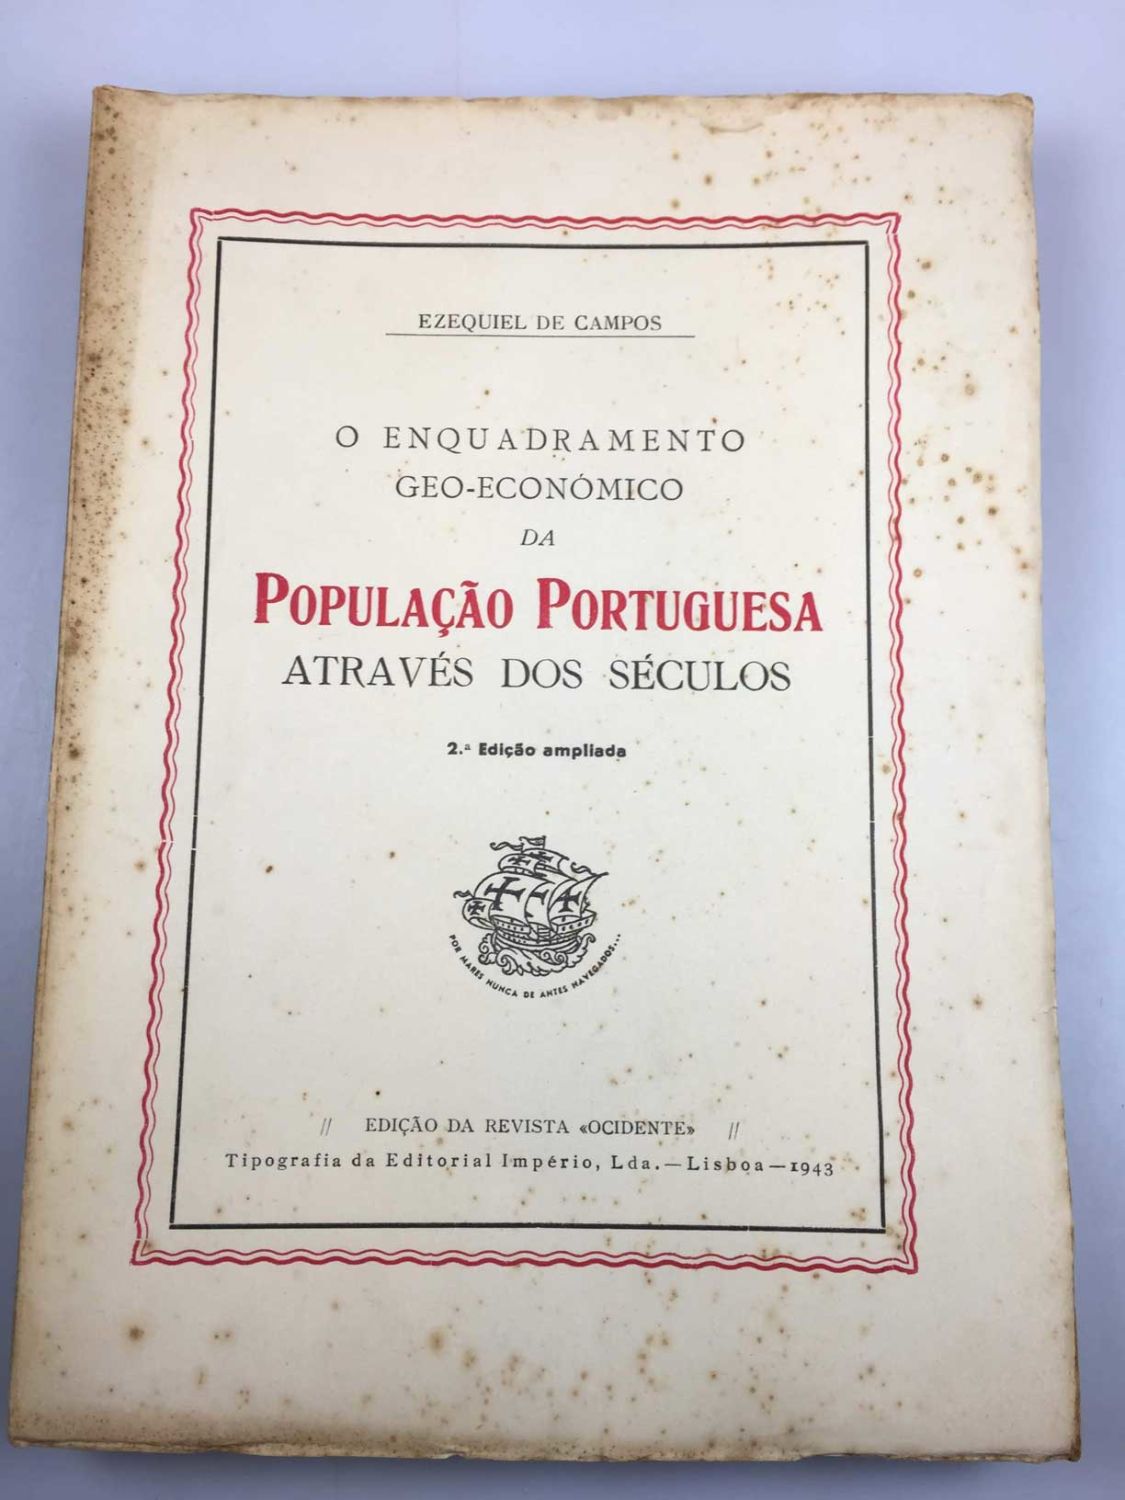 EZEQUIEL DE CAMPOS
O ENQUADRAMENTO
GEO-ECONÓMICO
DA
POPULAÇÃO PORTUGUESA
ATRAVÉS DOS SÉCULOS
2.ª Edição ampliada
POR MARES NUNCA DE ANTES NAVEGADOS...
// EDIÇÃO DA REVISTA «OCIDENTE» //
Tipografia da Editorial Império, Lda.—Lisboa—1943